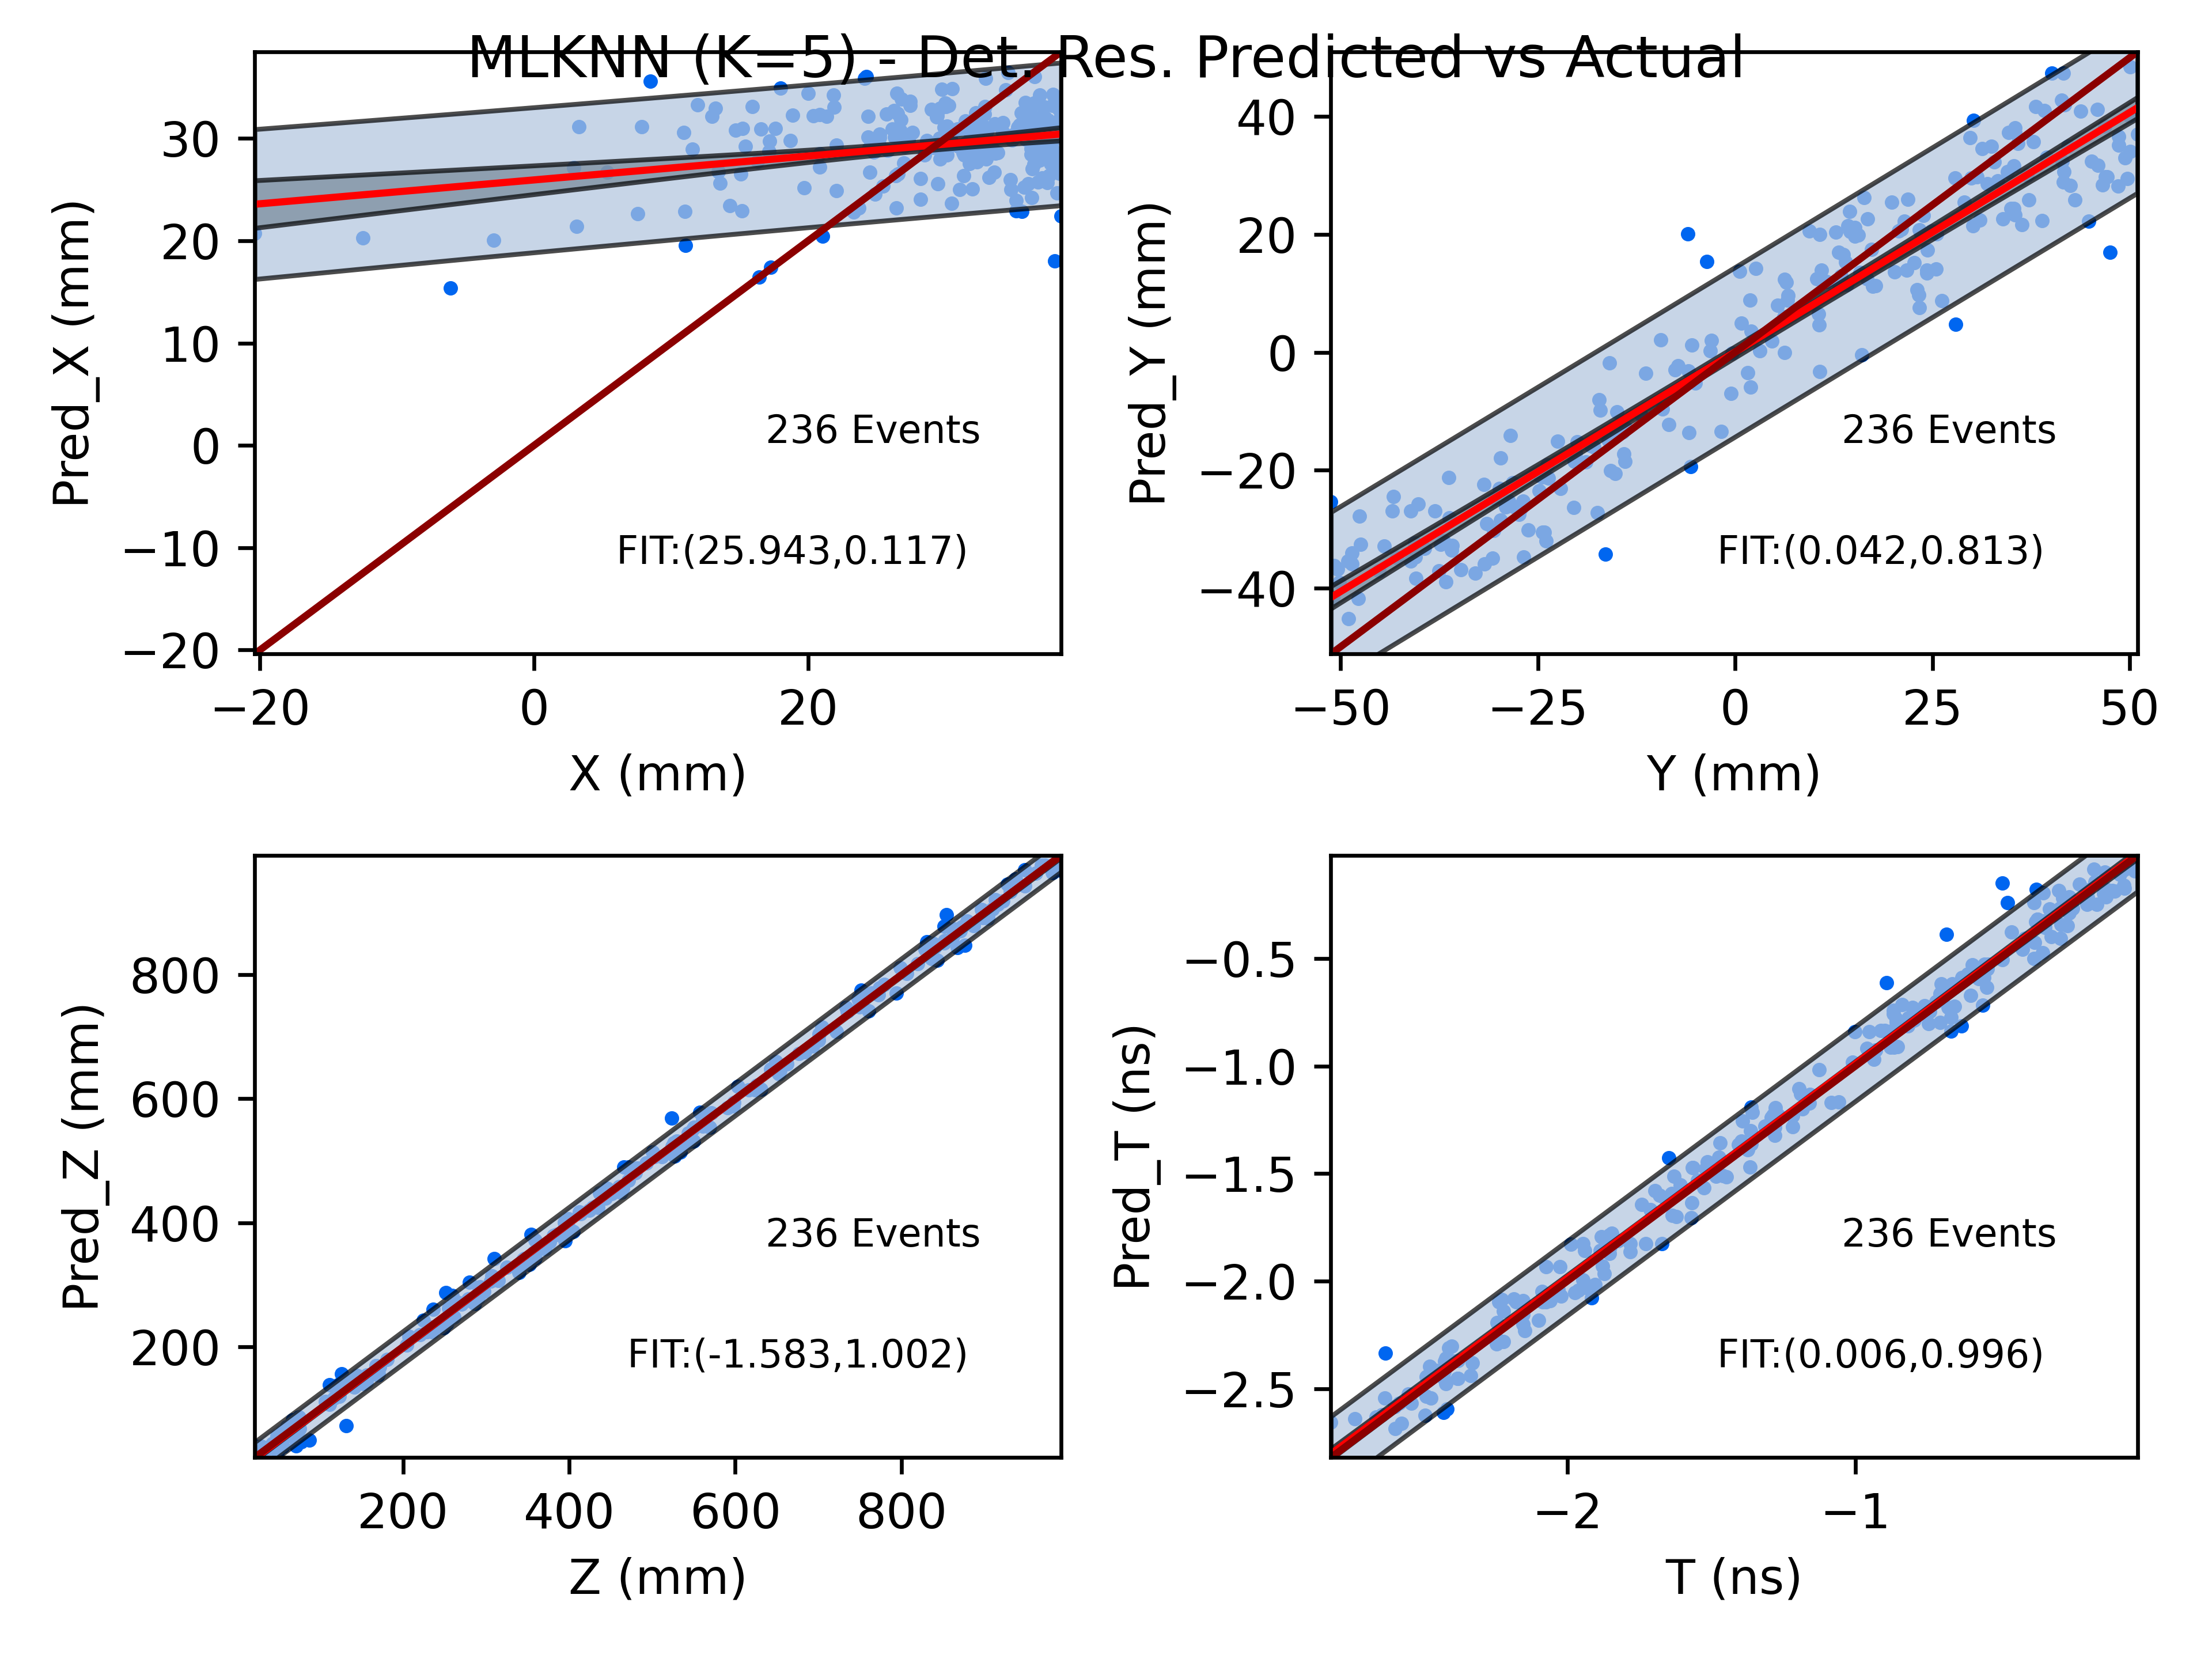 MLKNN (K=5) - Det. Res. Predicted vs Actual
Pred_X (mm)
30
20
10
0
−10
−20
236 Events
FIT:(25.943,0.117)
−20 0 20
X (mm)
Pred_Y (mm)
40
20
0
−20
−40
236 Events
FIT:(0.042,0.813)
−50 −25 0 25 50
Y (mm)
Pred_Z (mm)
800
600
400
200
236 Events
FIT:(-1.583,1.002)
200 400 600 800
Z (mm)
Pred_T (ns)
−0.5
−1.0
−1.5
−2.0
−2.5
236 Events
FIT:(0.006,0.996)
−2 −1
T (ns)